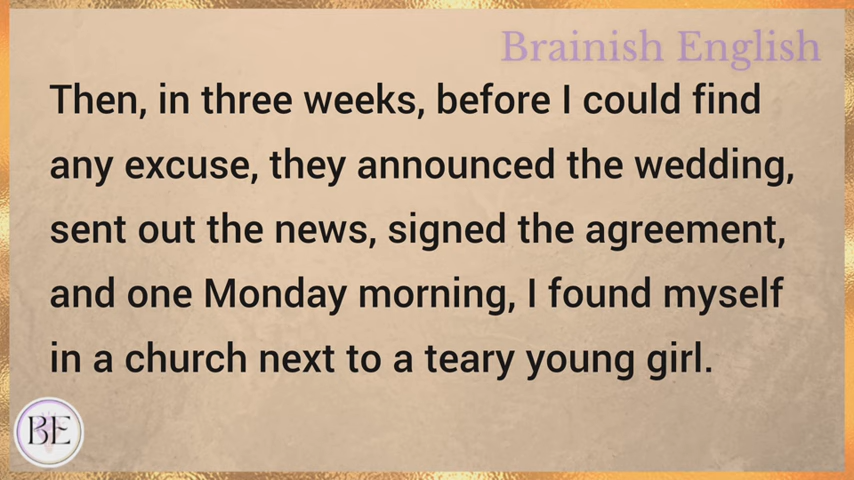 Brainish English
Then, in three weeks, before I could find
any excuse, they announced the wedding,
sent out the news, signed the agreement,
and one Monday morning, I found myself
in a church next to a teary young girl.
BE